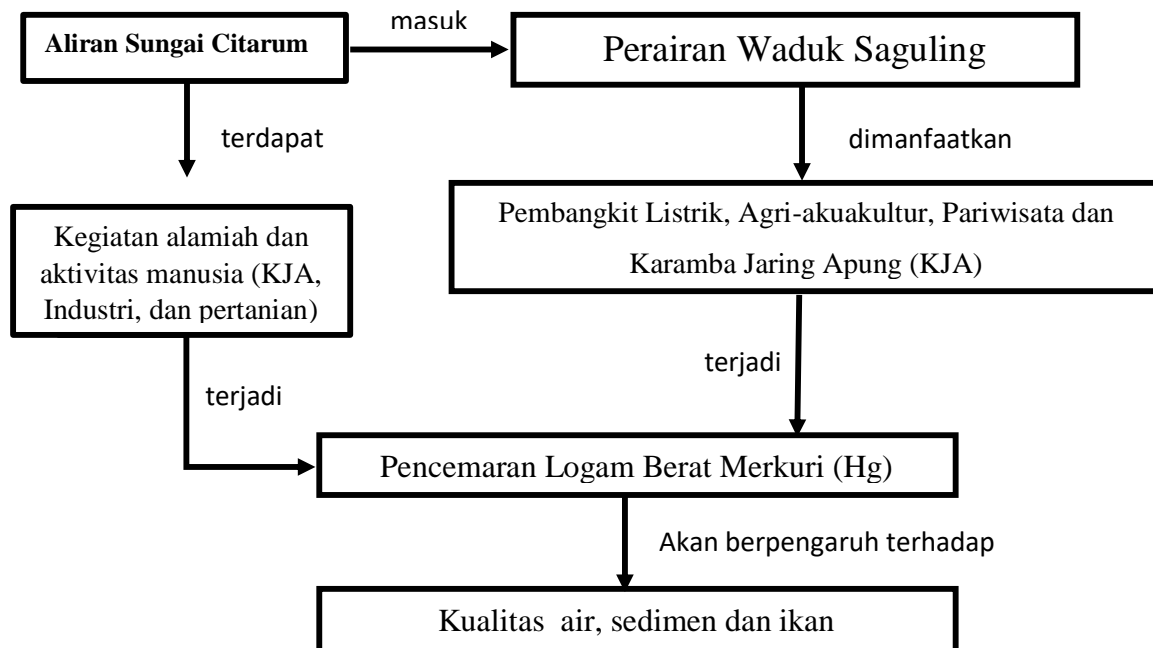 masuk
Aliran Sungai Citarum
Perairan Waduk Saguling
terdapat
dimanfaatkan
Kegiatan alamiah dan
aktivitas manusia (KJA,
Industri, dan pertanian)
Pembangkit Listrik, Agri-akuakultur, Pariwisata dan
Karamba Jaring Apung (KJA)
terjadi
terjadi
Pencemaran Logam Berat Merkuri (Hg)
Akan berpengaruh terhadap
Kualitas  air, sedimen dan ikan